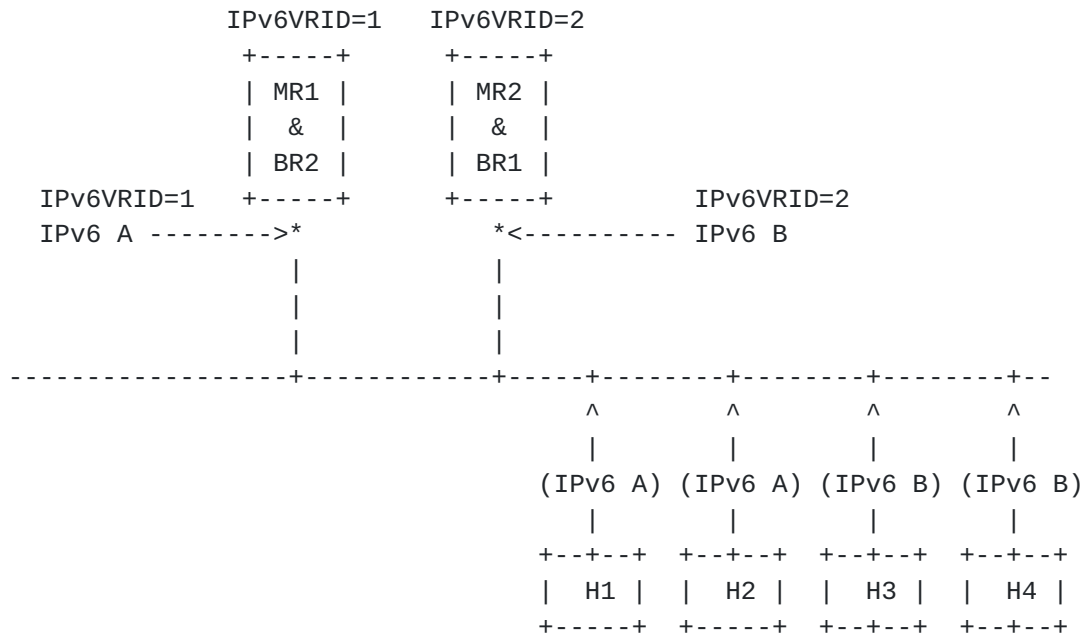 IPv6VRID=1   IPv6VRID=2
+-----+      +-----+
| MR1 |      | MR2 |
|  &  |      |  &  |
| BR2 |      | BR1 |
IPv6VRID=1   +-----+      +-----+         IPv6VRID=2
IPv6 A -------->*            *<---------- IPv6 B
|            |
|            |
|            |
------------------+------------+-----+--------+--------+--------+--
^        ^        ^        ^
|        |        |        |
(IPv6 A) (IPv6 A) (IPv6 B) (IPv6 B)
|        |        |        |
+--+--+  +--+--+  +--+--+  +--+--+
|  H1 |  |  H2 |  |  H3 |  |  H4 |
+-----+  +-----+  +--+--+  +--+--+